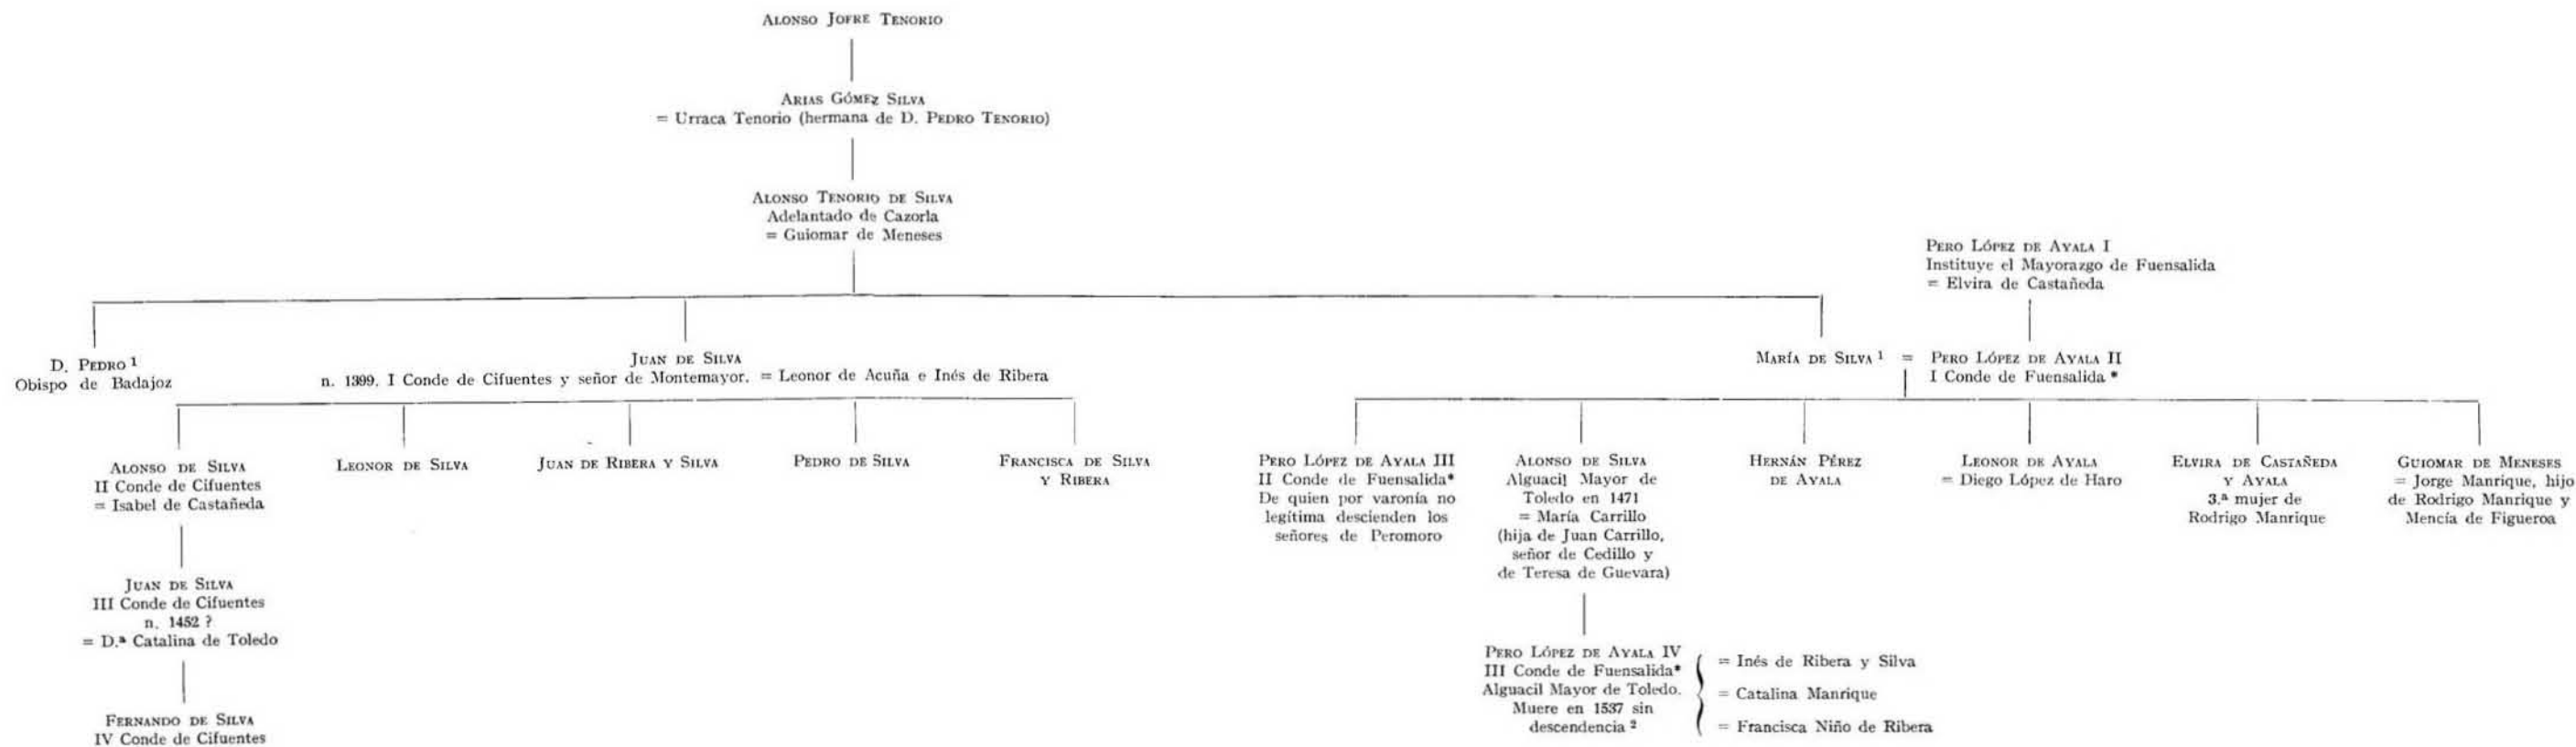 Alonso Jofre Tenorio
Arias Gómez Silva
= Urraca Tenorio (hermana de D. Pedro Tenorio)
Alonso Tenorio de Silva
Adelantado de Cazorla
= Guiomar de Meneses
Pero López de Ayala I
Instituye el Mayorazgo de Fuensalida
= Elvira de Castañeda
D. Pedro 1
Obispo de Badajoz
Juan de Silva
n. 1399. I Conde de Cifuentes y señor de Montemayor. = Leonor de Acuña e Inés de Ribera
María de Silva 1 = Pero López de Ayala II
I Conde de Fuensalida *
Alonso de Silva
II Conde de Cifuentes
= Isabel de Castañeda
Leonor de Silva
Juan de Ribera y Silva
Pedro de Silva
Francisca de Silva
y Ribera
Pero López de Ayala III
II Conde de Fuensalida*
De quien por varonía no
legítima descienden los
señores de Peromoro
Alonso de Silva
Alguacil Mayor de
Toledo en 1471
= María Carrillo
(hija de Juan Carrillo,
señor de Cedillo y
de Teresa de Guevara)
Hernán Pérez
de Ayala
Leonor de Ayala
= Diego López de Haro
Elvira de Castañeda
y Ayala
3.ª mujer de
Rodrigo Manrique
Guiomar de Meneses
= Jorge Manrique, hijo
de Rodrigo Manrique y
Mencía de Figueroa
Juan de Silva
III Conde de Cifuentes
n. 1452 ?
= D.ª Catalina de Toledo
Fernando de Silva
IV Conde de Cifuentes
Pero López de Ayala IV
III Conde de Fuensalida*
Alguacil Mayor de Toledo.
Muere en 1537 sin
descendencia 2
= Inés de Ribera y Silva
= Catalina Manrique
= Francisca Niño de Ribera